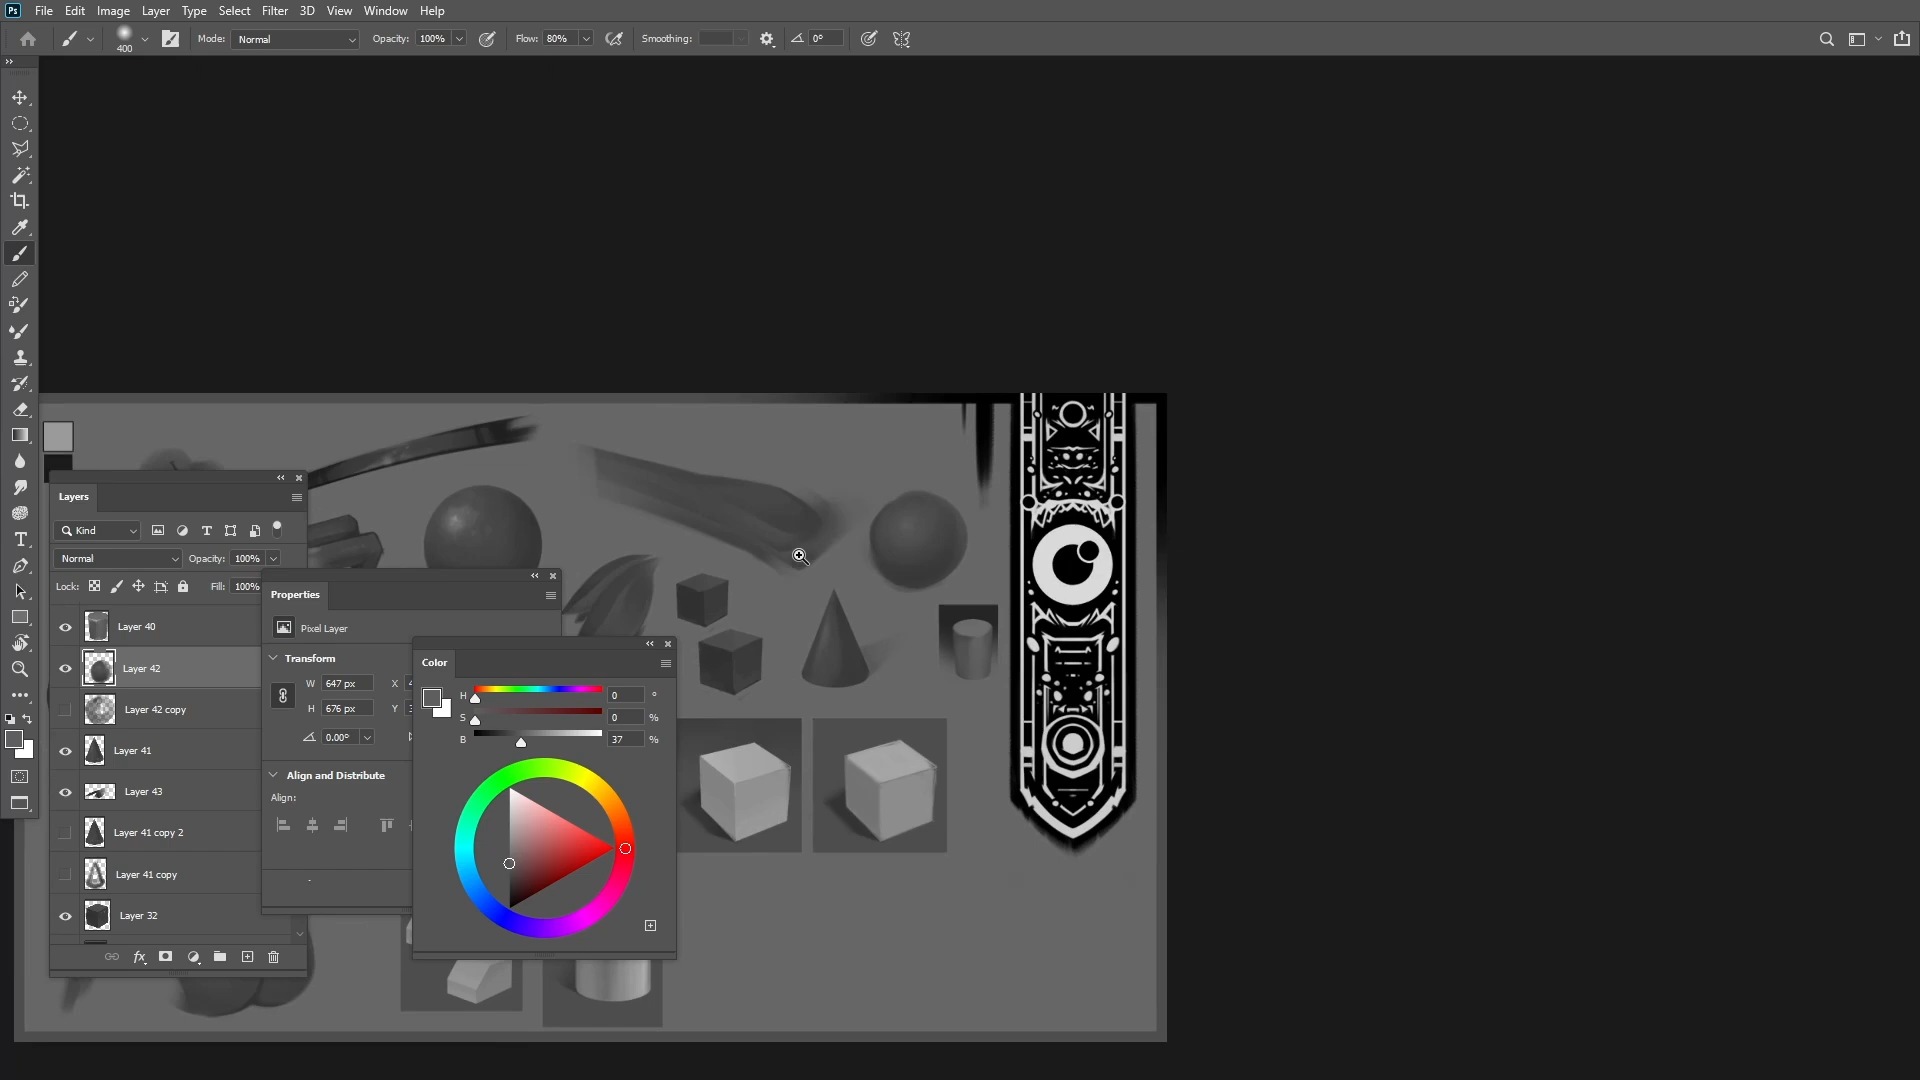 Ps File Edit Image Layer Type Select Filter 3D View Window Help
400 Mode: Normal Opacity: 100% Flow: 80% Smoothing: 0°
Layers
Kind
Normal Opacity: 100%
Lock: Fill: 100%
Layer 40
Layer 42
Layer 42 copy
Layer 41
Layer 43
Layer 41 copy 2
Layer 41 copy
Layer 32
fx
Properties
Pixel Layer
Transform
W 647 px X
H 676 px Y
0.00°
Align and Distribute
Align:
Color
H 0 °
S 0 %
B 37 %